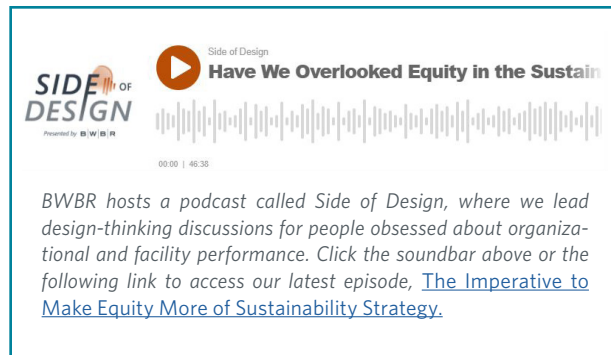 Side of Design
Have We Overlooked Equity in the Sustain
SIDE OF
DESIGN
Presented by B|W|B|R
00:00 | 46:38
BWBR hosts a podcast called Side of Design, where we lead
design-thinking discussions for people obsessed about organiza-
tional and facility performance. Click the soundbar above or the
following link to access our latest episode, The Imperative to
Make Equity More of Sustainability Strategy.